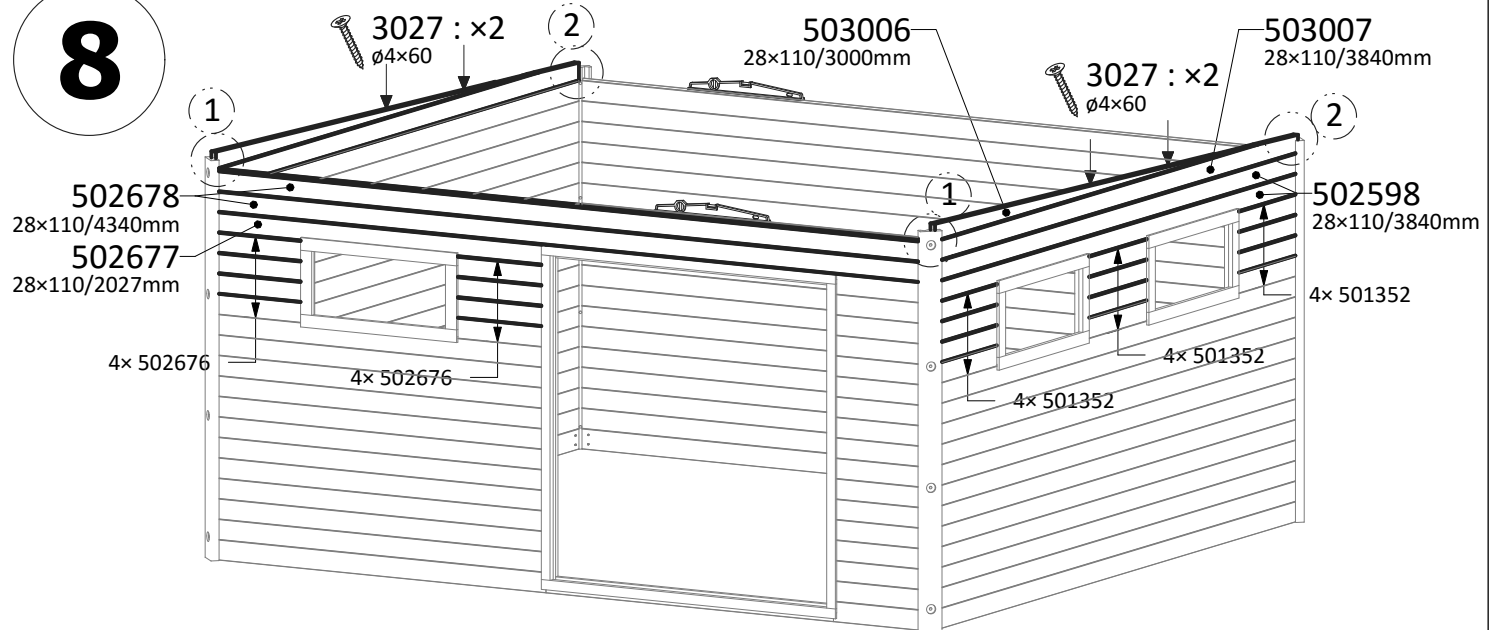 8
3027 : ×2
ø4×60
2
503006
28×110/3000mm
503007
28×110/3840mm
3027 : ×2
ø4×60
1
2
502678
28×110/4340mm
502677
28×110/2027mm
1
502598
28×110/3840mm
4× 501352
4× 502676
4× 502676
4× 501352
4× 501352